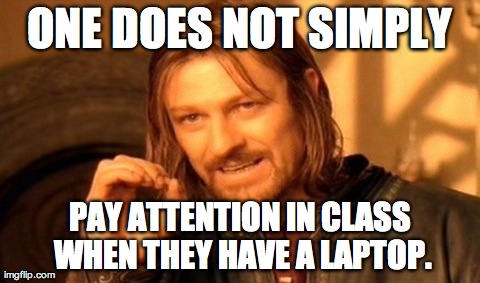 ONE DOES NOT SIMPLY
PAY ATTENTION IN CLASS
WHEN THEY HAVE A LAPTOP.
imgflip.com